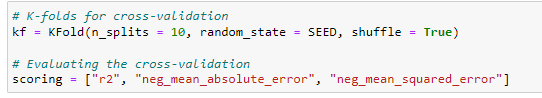 # K-folds for cross-validation
kf = KFold(n_splits = 10, random_state = SEED, shuffle = True)
# Evaluating the cross-validation
scoring = ["r2", "neg_mean_absolute_error", "neg_mean_squared_error"]